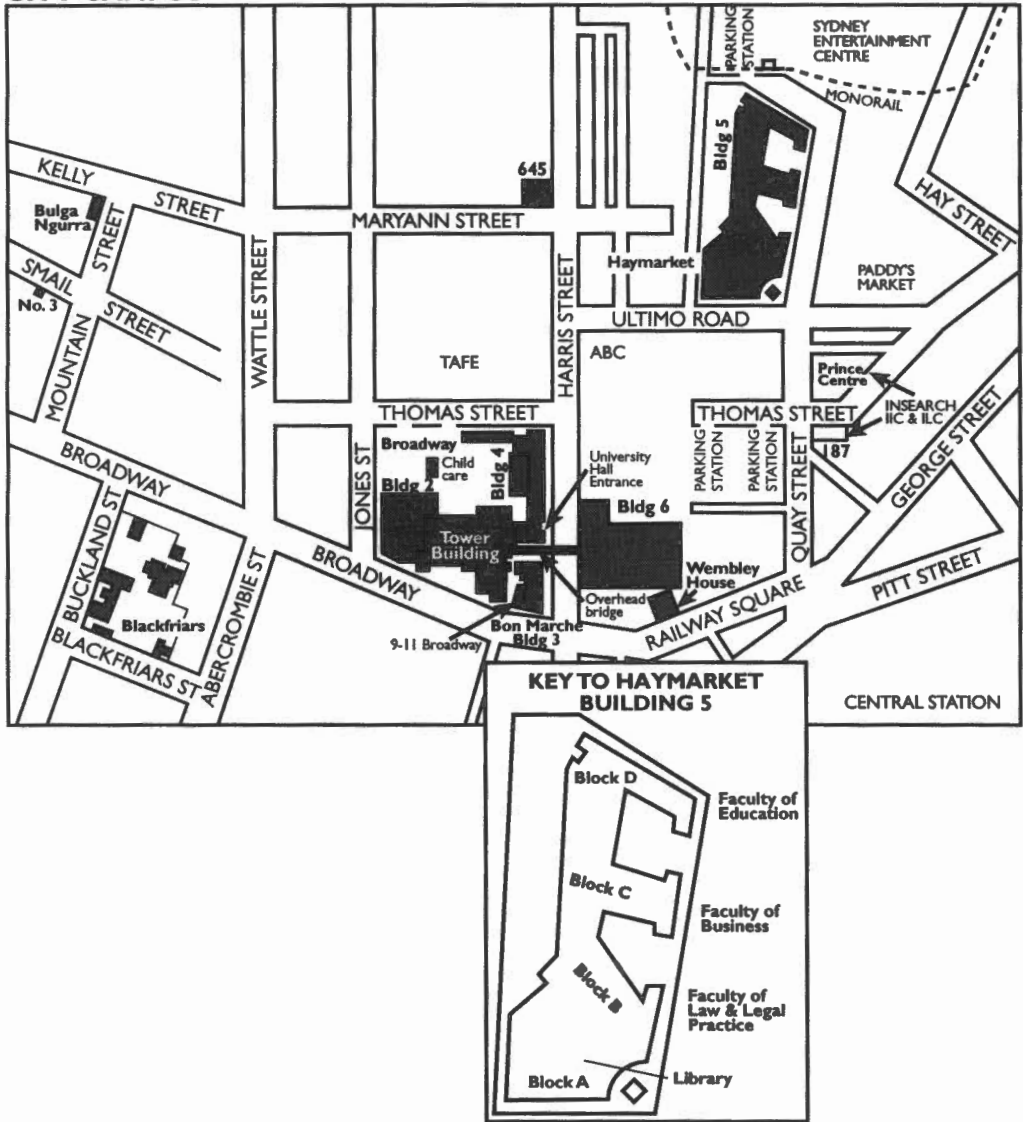 PARKING
STATION
SYDNEY
ENTERTAINMENT
CENTRE
MONORAIL
Bldg 5
KELLY
STREET
645
Bulga
Ngurra
STREET
MARYANN STREET
HAY STREET
SMAIL
STREET
No. 3
MOUNTAIN
WATTLE STREET
HARRIS STREET
Haymarket
PADDY'S
MARKET
ULTIMO ROAD
TAFE
ABC
Prince
Centre
INSEARCH
IIC & ILC
THOMAS STREET
THOMAS STREET
187
BROADWAY
JONES ST
Broadway
Child
care
Bldg 4
Bldg 2
University
Hall
Entrance
PARKING
STATION
PARKING
STATION
QUAY STREET
GEORGE STREET
Bldg 6
Tower
Building
BUCKLAND ST
BROADWAY
ABERCROMBIE ST
Wembley
House
PITT STREET
Overhead
bridge
Blackfriars
BLACKFRIARS ST
9-11 Broadway
Bon Marche
Bldg 3
RAILWAY SQUARE
CENTRAL STATION
KEY TO HAYMARKET
BUILDING 5
Block D
Faculty of
Education
Block C
Faculty of
Business
Block B
Faculty of
Law & Legal
Practice
Block A
Library